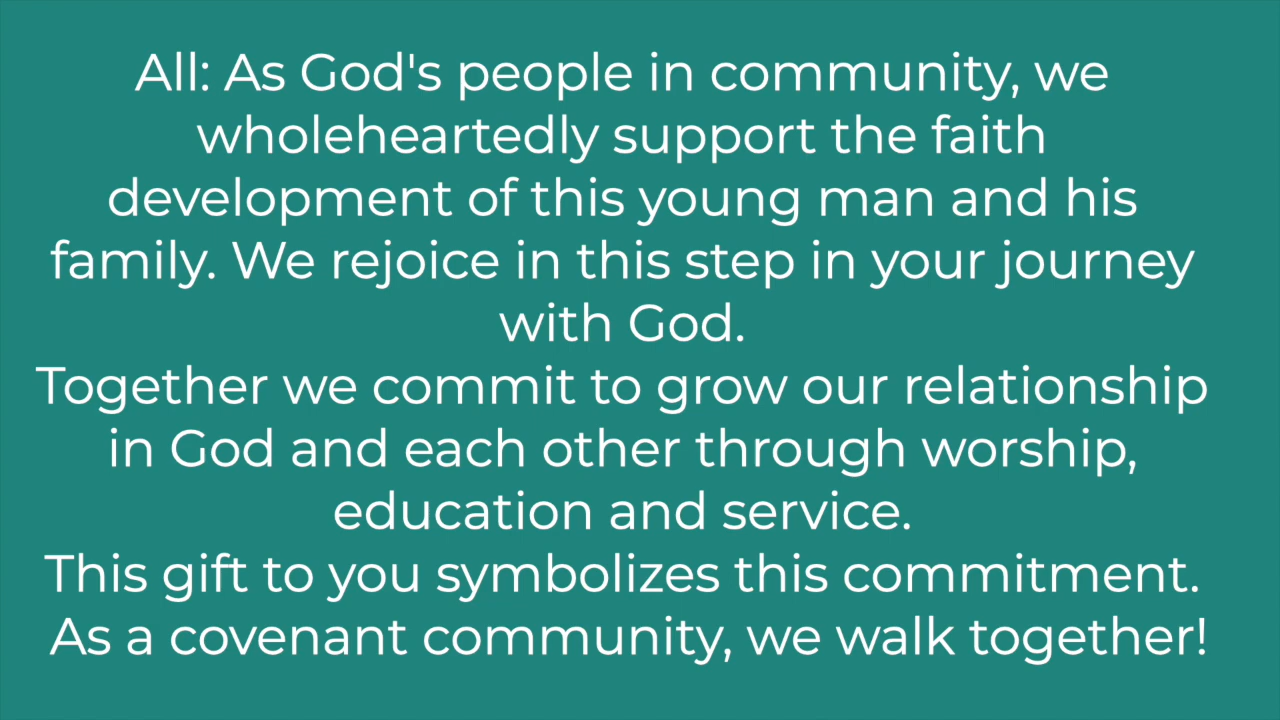 All: As God's people in community, we
wholeheartedly support the faith
development of this young man and his
family. We rejoice in this step in your journey
with God.
Together we commit to grow our relationship
in God and each other through worship,
education and service.
This gift to you symbolizes this commitment.
As a covenant community, we walk together!